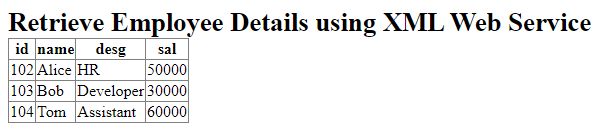 Retrieve Employee Details using XML Web Service
id name desg sal
102 Alice HR 50000
103 Bob Developer 30000
104 Tom Assistant 60000